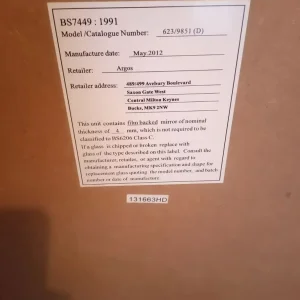 BS7449 : 1991
Model /Catalogue Number: 623/9851 (D)
Manufacture date: May.2012
Retailer: Argos
Retailer address: 489/499 Avebury Boulevard
Saxon Gate West
Central Milton Keynes
Bucks, MK9 2NW
This unit contains film backed mirror of nominal
thickness of 4 mm, which is not required to be
classified to BS6206 Class C.
If a glass is chipped or broken replace with
glass of the type described on this label. Consult the
manufacturer, retailer, or agent with regard to
obtaining a manufacturing specification and shape for
replacement glass quoting the model number, and batch
number or date of manufacture.
131663HD